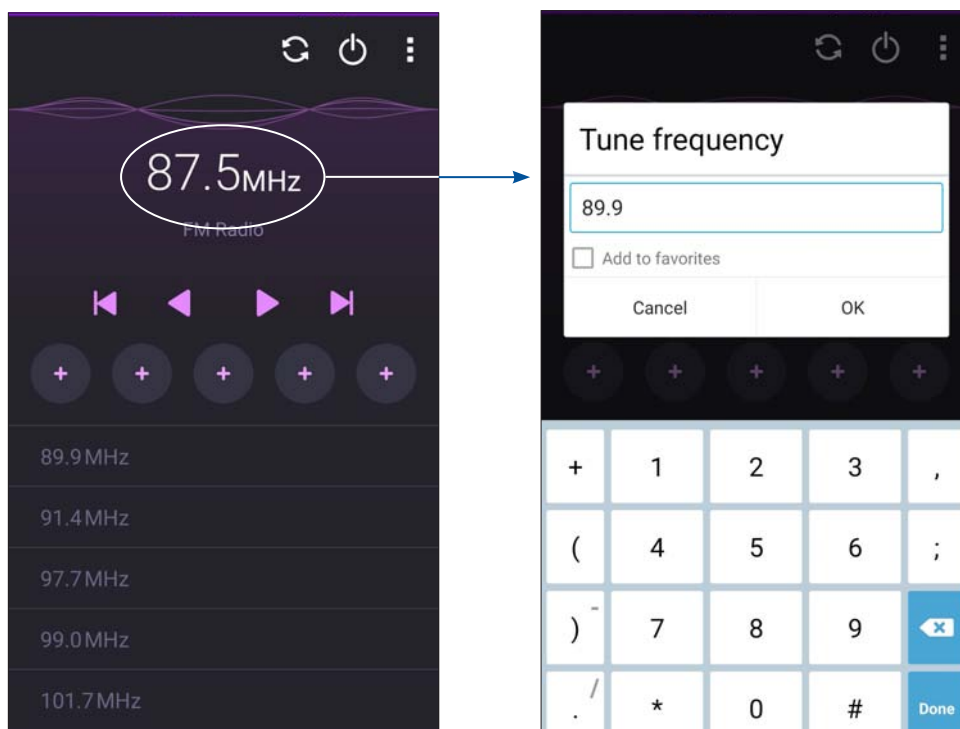 87.5MHz
FM Radio
+ + + + +
89.9MHz
91.4MHz
97.7MHz
99.0MHz
101.7MHz
Tune frequency
89.9
Add to favorites
Cancel OK
+ + + + +
+ 1 2 3 ,
( 4 5 6 ;
) - 7 8 9
. / * 0 # Done